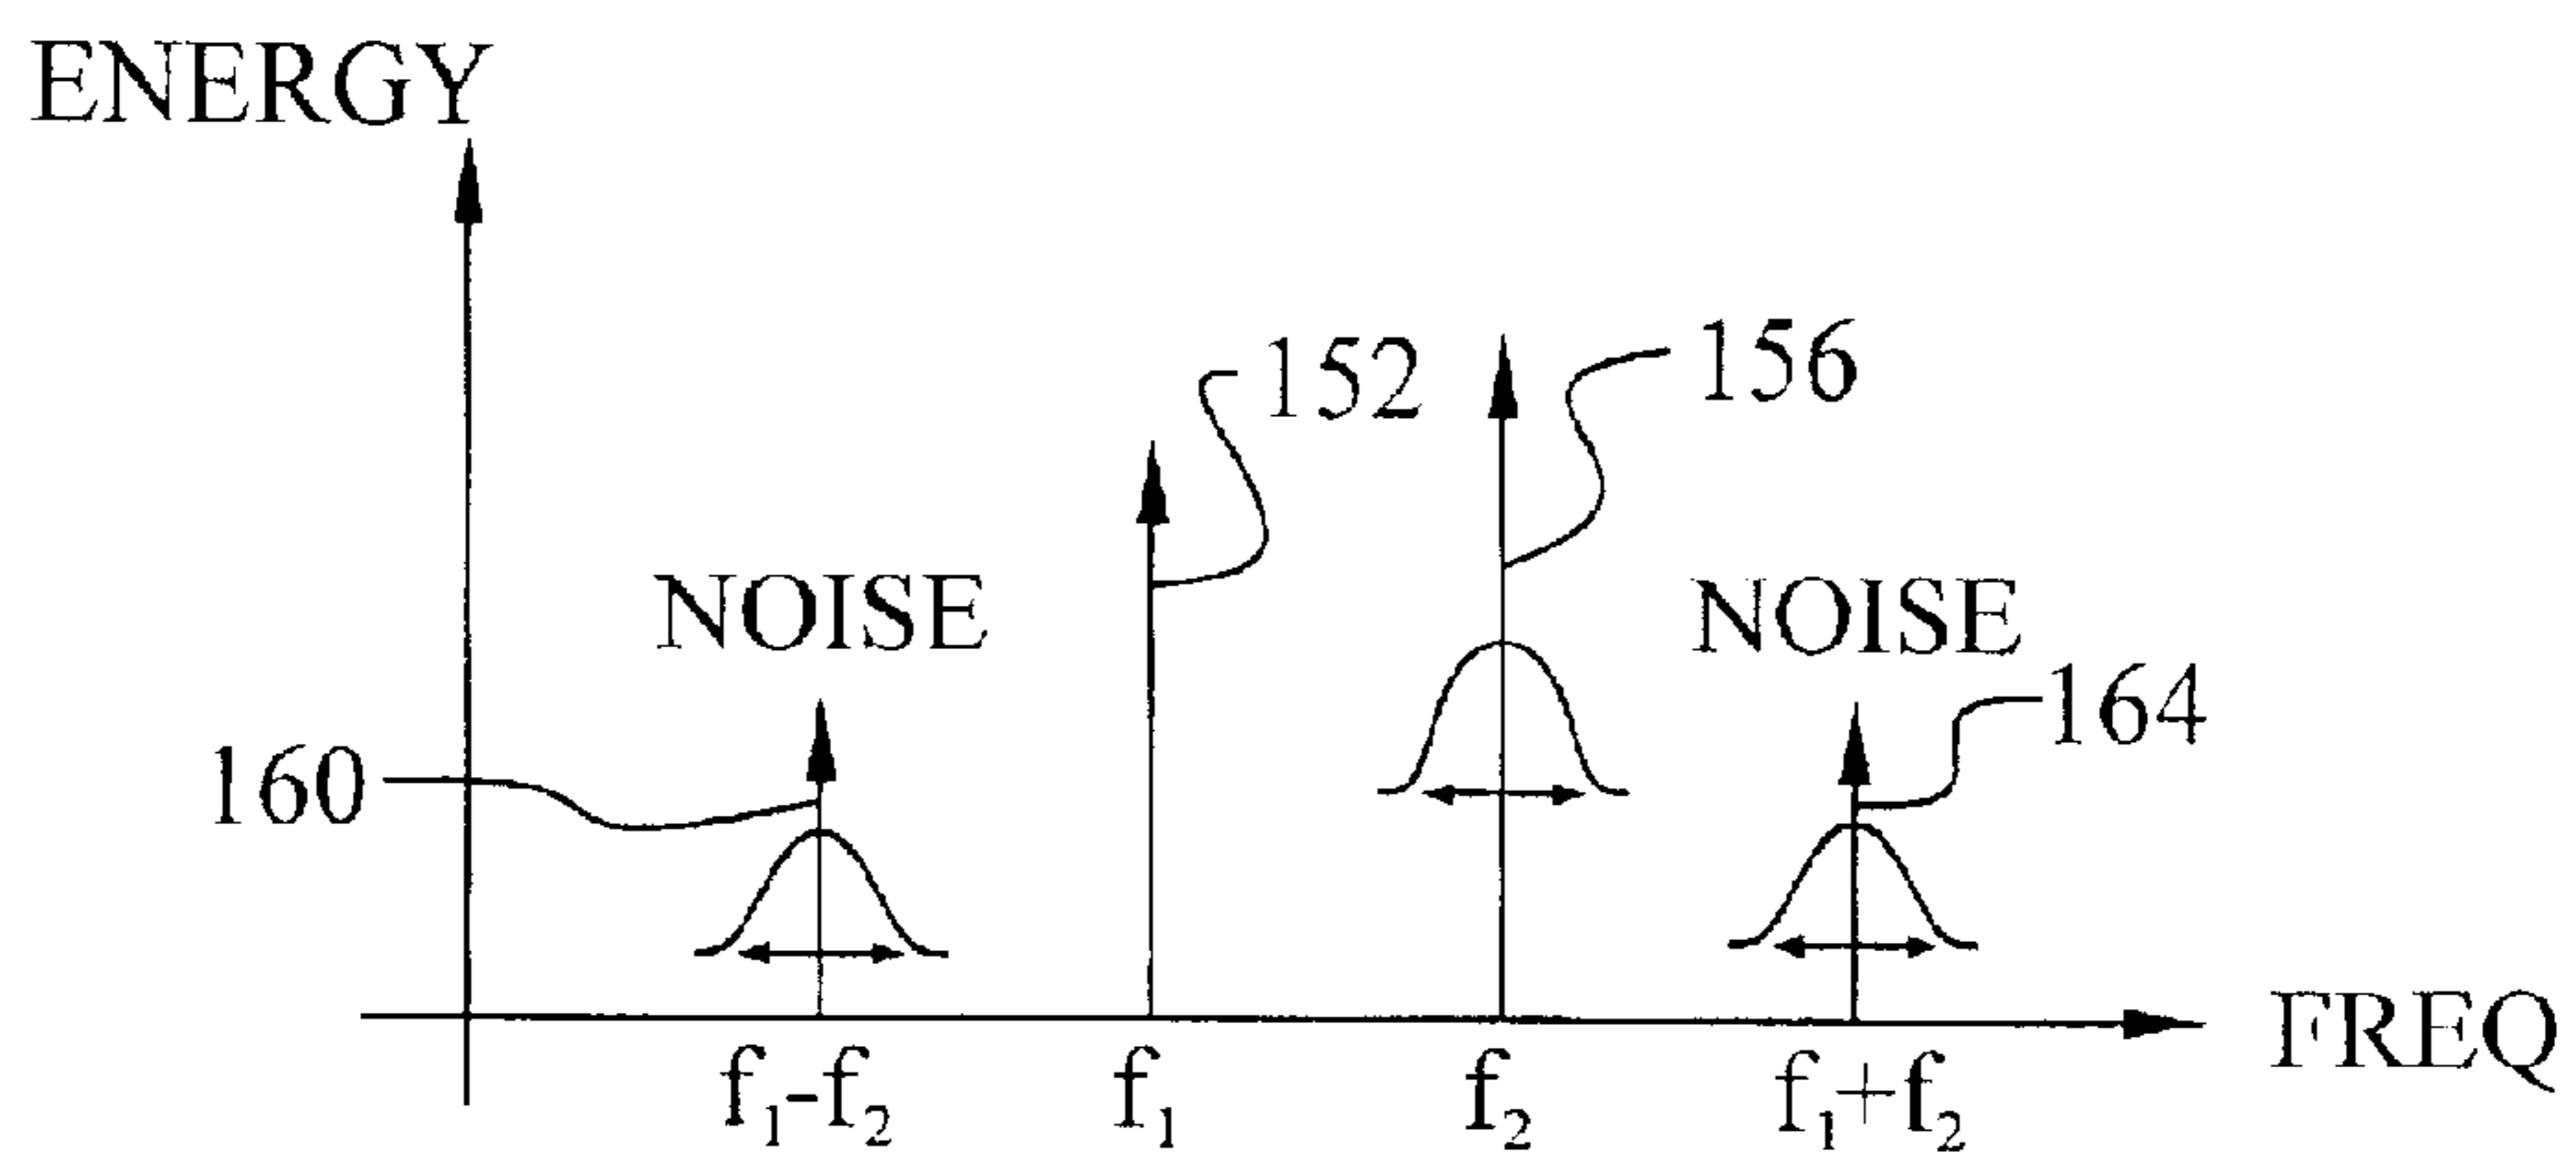 ENERGY
152
156
NOISE
NOISE
160
164
f₁-f₂
f₁
f₂
f₁+f₂
FREQ